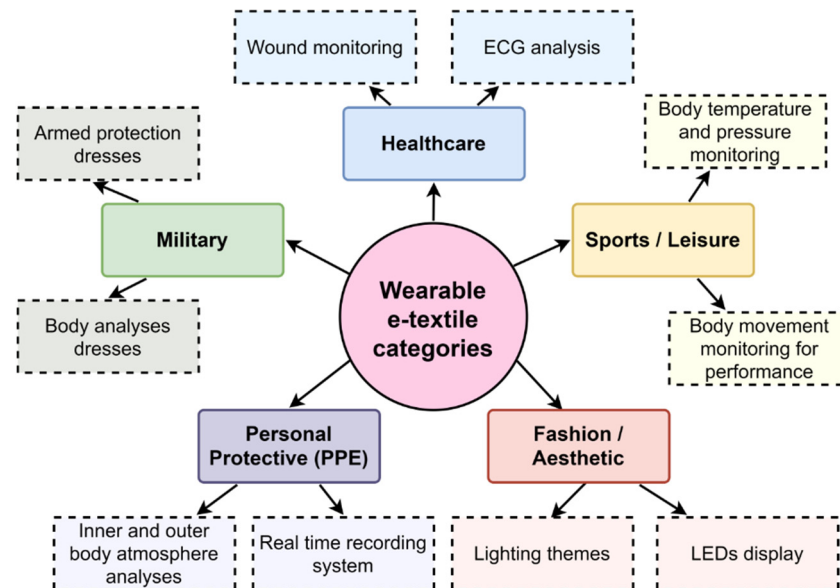 Wound monitoring
ECG analysis
Armed protection
dresses
Healthcare
Body temperature
and pressure
monitoring
Military
Sports / Leisure
Wearable
e-textile
categories
Body analyses
dresses
Body movement
monitoring for
performance
Personal
Protective (PPE)
Fashion /
Aesthetic
Inner and outer
body atmosphere
analyses
Real time recording
system
Lighting themes
LEDs display